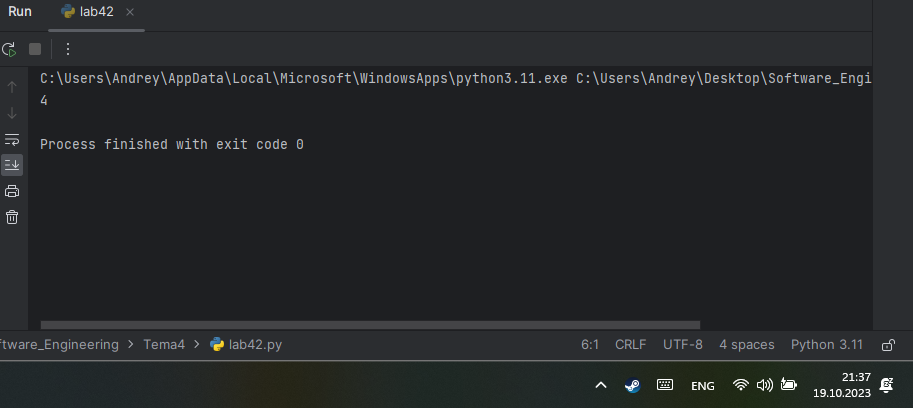 Run lab42
C:\Users\Andrey\AppData\Local\Microsoft\WindowsApps\python3.11.exe C:\Users\Andrey\Desktop\Software_Engi
4
Process finished with exit code 0
ftware_Engineering > Tema4 > lab42.py 6:1 CRLF UTF-8 4 spaces Python 3.11
ENG 21:37
19.10.2023